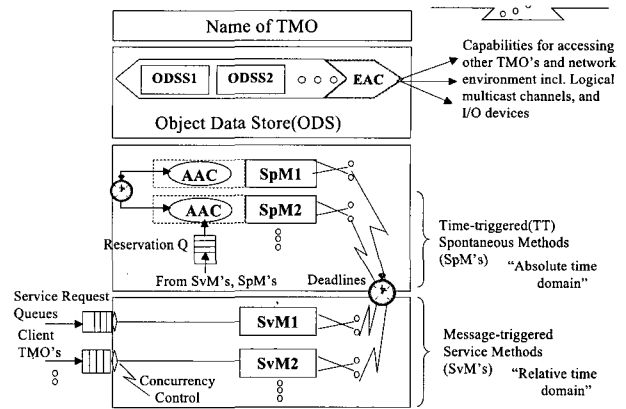 Name of TMO
ODSS1
ODSS2
EAC
Object Data Store(ODS)
Capabilities for accessing
other TMO's and network
environment incl. Logical
multicast channels, and
I/O devices
AAC
SpM1
AAC
SpM2
Reservation Q
From SvM's, SpM's
Deadlines
Time-triggered(TT)
Spontaneous Methods
(SpM's)
"Absolute time
domain"
Service Request
Queues
Client
TMO's
SvM1
SvM2
Concurrency
Control
Message-triggered
Service Methods
(SvM's)
"Relative time
domain"